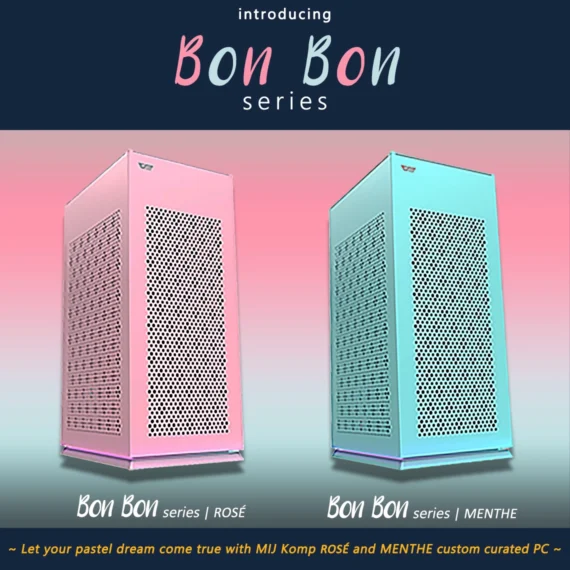 introducing
Bon Bon
series
Bon Bon series | ROSÉ
Bon Bon series | MENTHE
~ Let your pastel dream come true with MIJ Komp ROSÉ and MENTHE custom curated PC ~